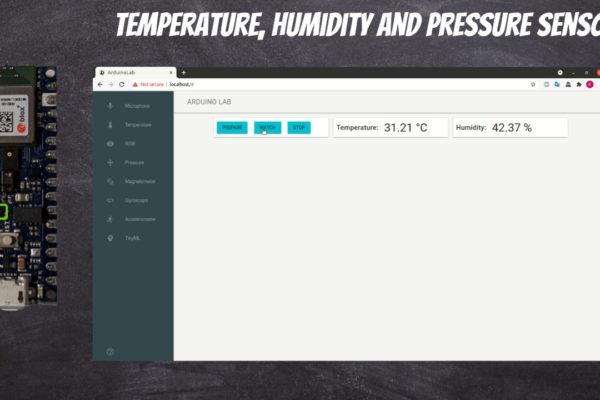 TEMPERATURE, HUMIDITY AND PRESSURE SENSO
ArduinoLab
Not secure | localhost/#
ARDUINO LAB
Microphone
Temperature
RGB
Pressure
Magnetometer
Gyroscope
Accelerometer
TinyML
PREPARE
WATCH
STOP
Temperature: 31.21 °C
Humidity: 42.37 %
blox